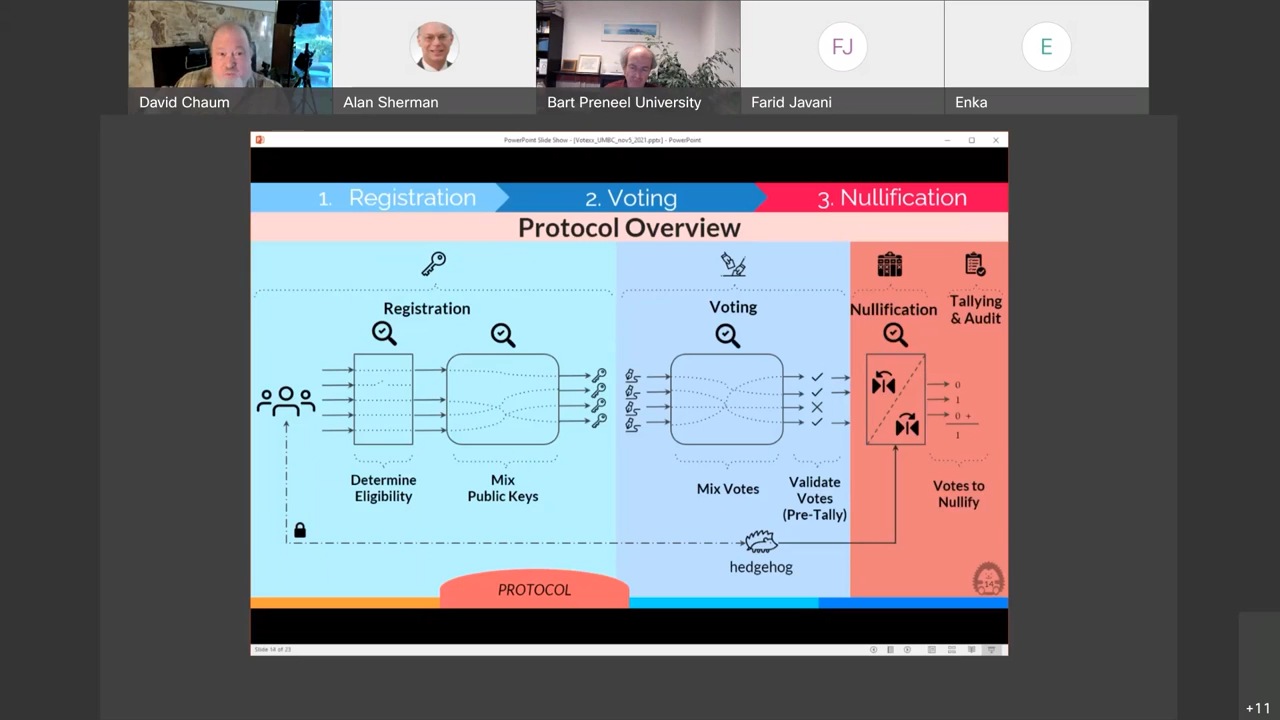 David Chaum
Alan Sherman
Bart Preneel University
FJ
Farid Javani
E
Enka
PowerPoint Slide Show - [Votexx_UMBC_nov5_2021.pptx] - PowerPoint
1. Registration
2. Voting
3. Nullification
Protocol Overview
Registration
Voting
Nullification
Tallying
& Audit
0
1
0 +
1
Determine
Eligibility
Mix
Public Keys
Mix Votes
Validate
Votes
(Pre-Tally)
Votes to
Nullify
hedgehog
14
PROTOCOL
Slide 14 of 23
+11